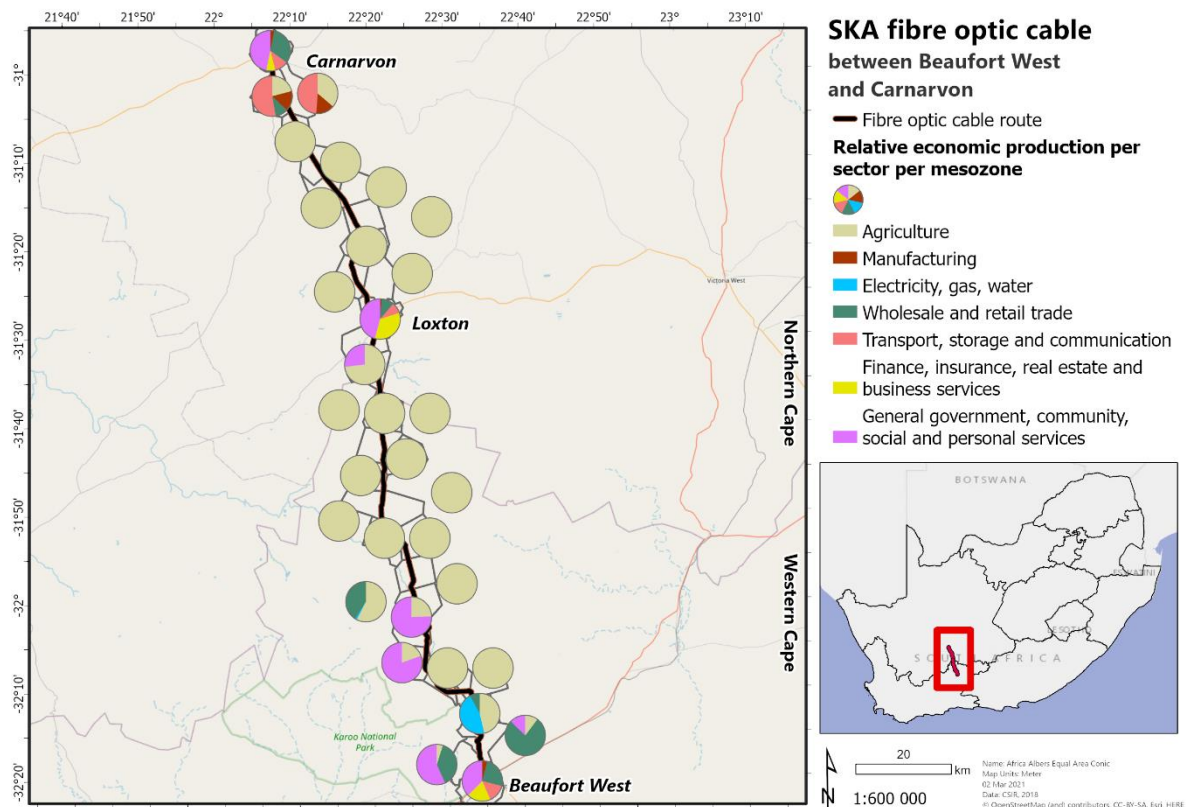 21°40'
21°50'
22°
22°10'
22°20'
22°30'
22°40'
22°50'
23°
23°10'
-31°
-31°10'
-31°20'
-31°30'
-31°40'
-31°50'
-32°
-32°10'
-32°20'
Carnarvon
Victoria West
Loxton
Northern Cape
Western Cape
Karoo National
Park
Beaufort West
SKA fibre optic cable
between Beaufort West
and Carnarvon
Fibre optic cable route
Relative economic production per
sector per mesozone
Agriculture
Manufacturing
Electricity, gas, water
Wholesale and retail trade
Transport, storage and communication
Finance, insurance, real estate and
business services
General government, community,
social and personal services
BOTSWANA
ESWATINI
LESOTHO
SOUTH AFRICA
N
20
km
1:600 000
Name: Africa Albers Equal Area Conic
Map Units: Meter
02 Mar 2021
Data: CSIR, 2018
© OpenStreetMap (and) contributors, CC-BY-SA, Esri, HERE